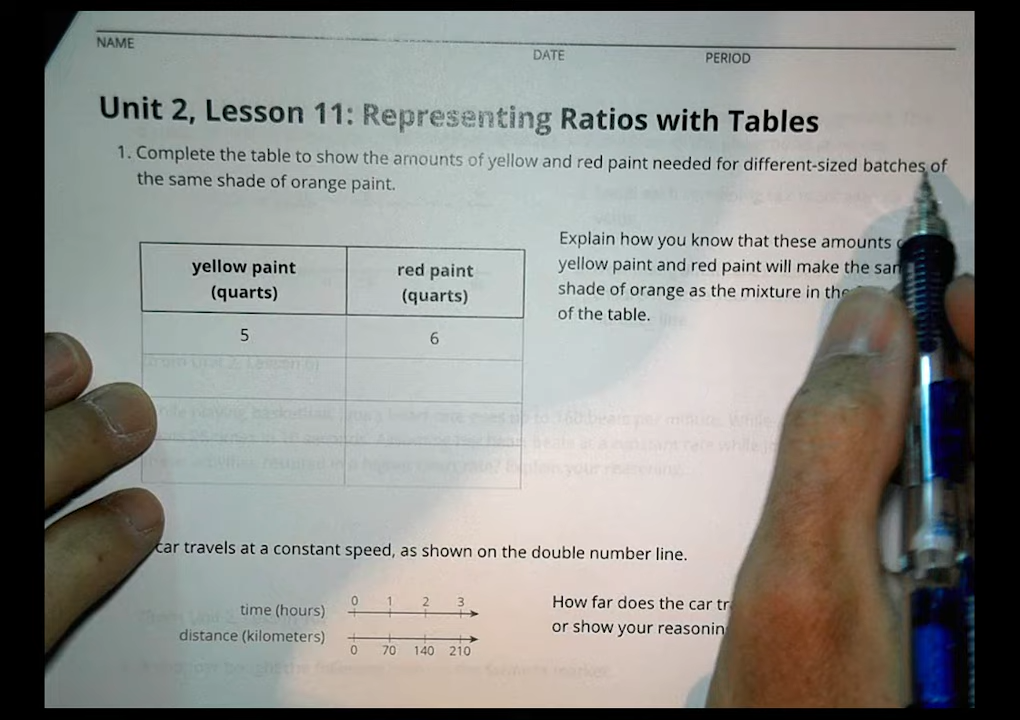 NAME
DATE
PERIOD
Unit 2, Lesson 11: Representing Ratios with Tables
1. Complete the table to show the amounts of yellow and red paint needed for different-sized batches of
the same shade of orange paint.
Explain how you know that these amounts
yellow paint and red paint will make the
shade of orange as the mixture in
of the table.
yellow paint red paint
(quarts) (quarts)
5 6
car travels at a constant speed, as shown on the double number line.
How far does the car
or show your
time (hours) 0 1 2 3
distance (kilometers) 0 70 140 210